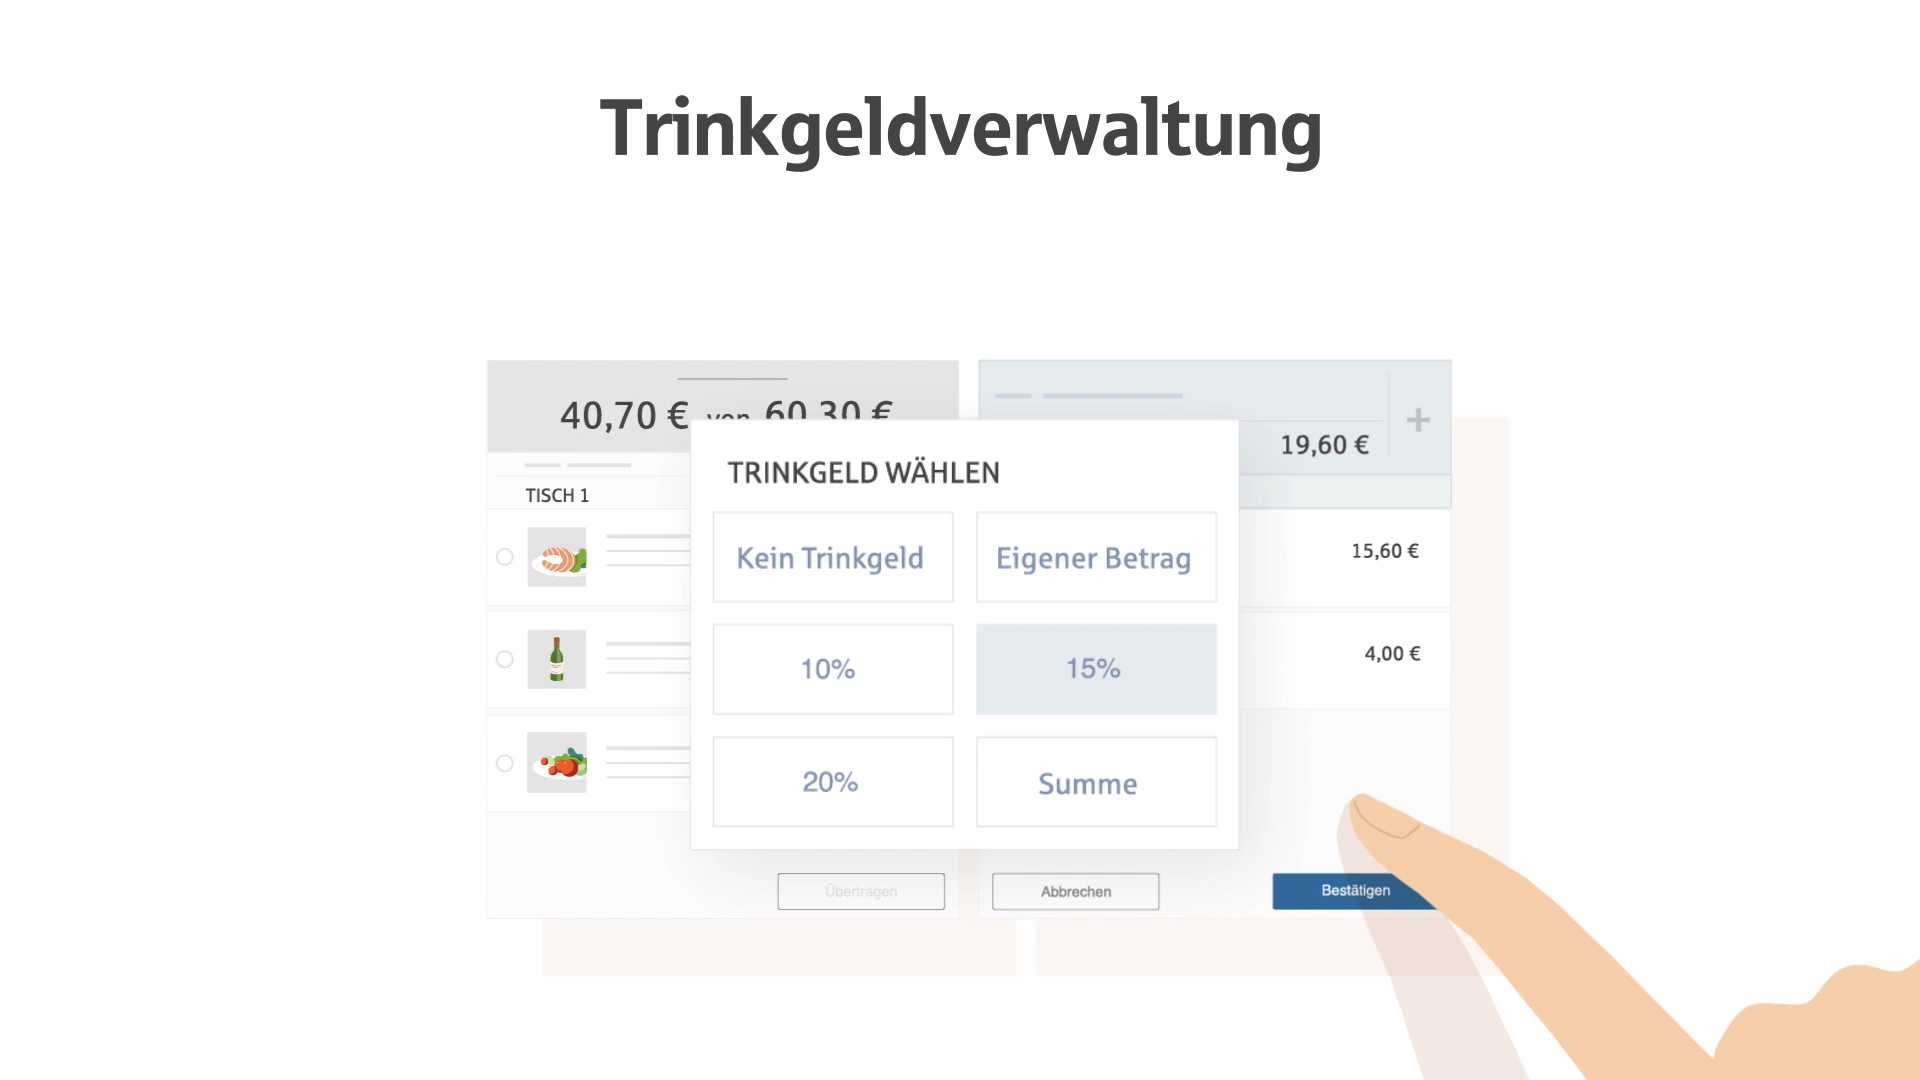 Trinkgeldverwaltung
40,70 € von 60,30 €
TISCH 1
TRINKGELD WÄHLEN
Kein Trinkgeld
Eigener Betrag
10%
15%
20%
Summe
+
19,60 €
15,60 €
4,00 €
Übertragen
Abbrechen
Bestätigen